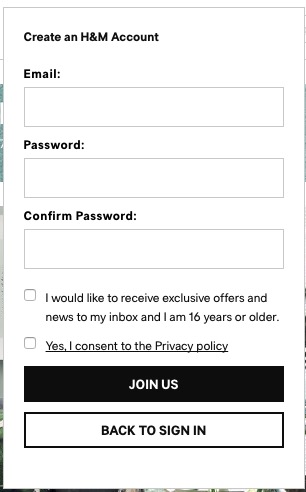 Create an H&M Account
Email:
Password:
Confirm Password:
I would like to receive exclusive offers and
news to my inbox and I am 16 years or older.
Yes, I consent to the Privacy policy
JOIN US
BACK TO SIGN IN